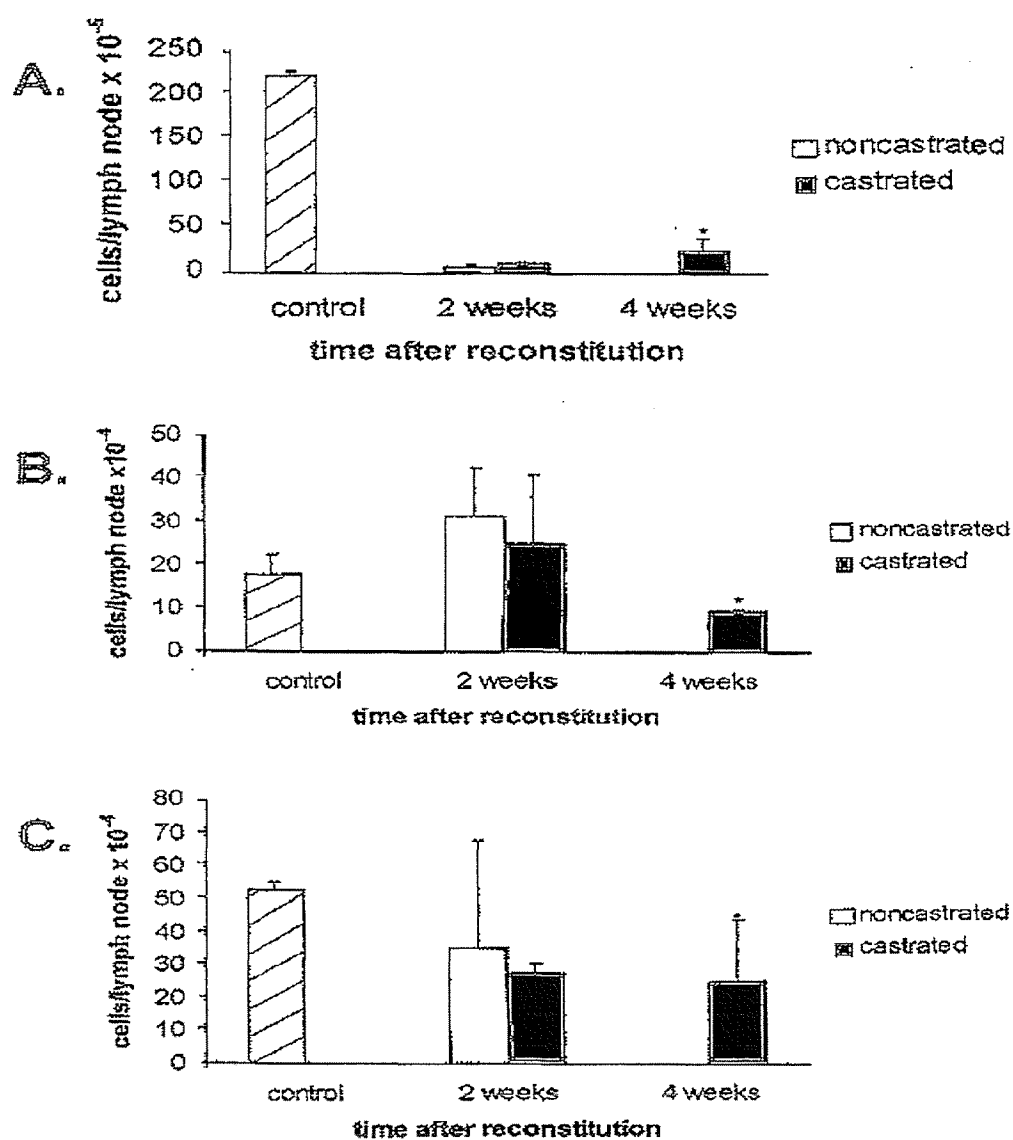 A.
cells/lymph node x 10⁻⁵
250
200
150
100
50
0
noncastrated
castrated
*
control
2 weeks
4 weeks
time after reconstitution
B.
cells/lymph node x10⁻⁴
50
40
30
20
10
0
noncastrated
castrated
*
control
2 weeks
4 weeks
time after reconstitution
C.
cells/lymph node x 10⁻⁴
80
70
60
50
40
30
20
10
0
noncastrated
castrated
*
control
2 weeks
4 weeks
time after reconstitution